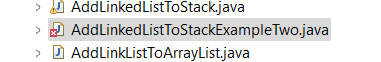 AddLinkedListToStack.java
AddLinkedListToStackExampleTwo.java
AddLinkListToArrayList.java